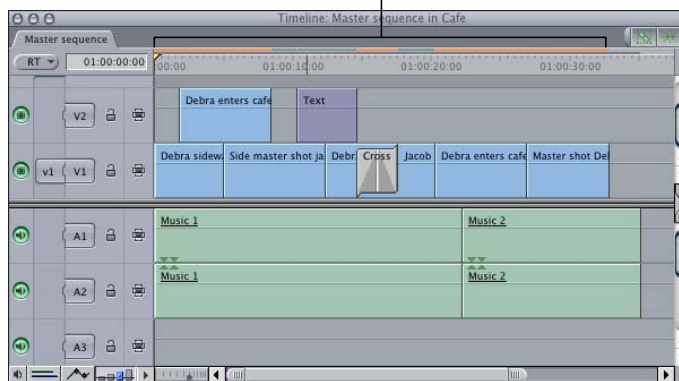 Timeline: Master sequence in Cafe
Master sequence
RT 01:00:00:00 00:00 01:00:10:00 01:00:20:00 01:00:30:00
V2 Debra enters cafe Text
v1 V1 Debra sidewa Side master shot ja Debr Cross Jacob Debra enters cafe Master shot Del
A1 Music 1 Music 2
A2 Music 1 Music 2
A3